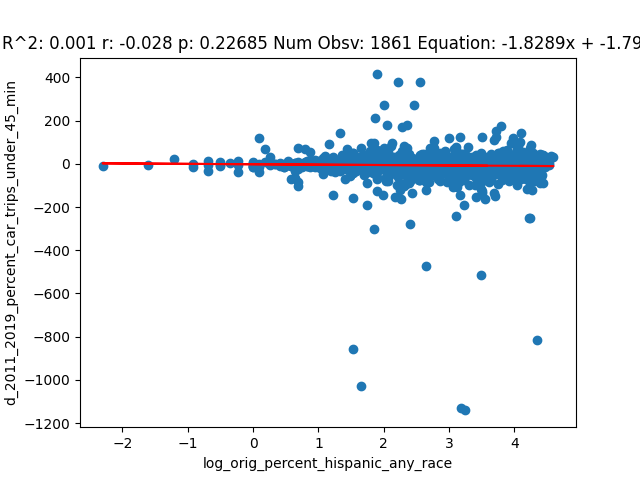 R^2: 0.001 r: -0.028 p: 0.22685 Num Obsv: 1861 Equation: -1.8289x + -1.79
400
200
0
−200
−400
−600
−800
−1000
−1200
d_2011_2019_percent_car_trips_under_45_min
−2 −1 0 1 2 3 4
log_orig_percent_hispanic_any_race